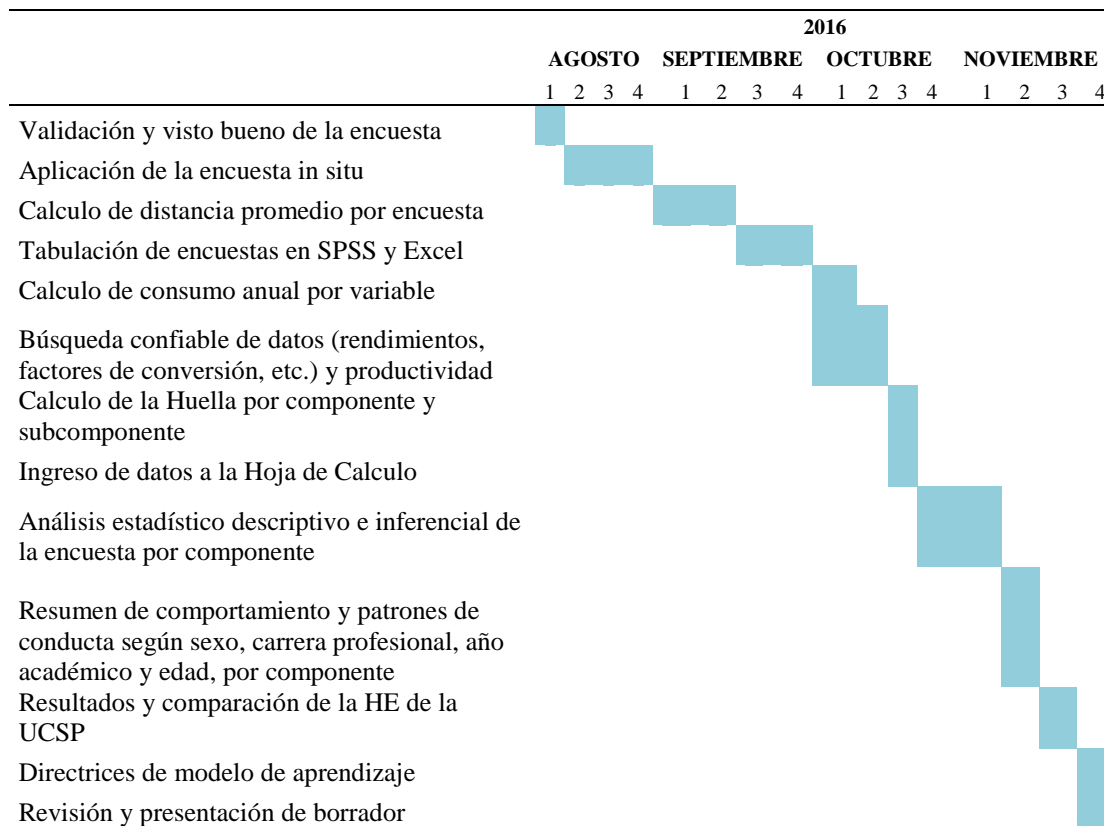 2016
AGOSTO SEPTIEMBRE OCTUBRE NOVIEMBRE
1 2 3 4 1 2 3 4 1 2 3 4 1 2 3 4
Validación y visto bueno de la encuesta
Aplicación de la encuesta in situ
Calculo de distancia promedio por encuesta
Tabulación de encuestas en SPSS y Excel
Calculo de consumo anual por variable
Búsqueda confiable de datos (rendimientos,
factores de conversión, etc.) y productividad
Calculo de la Huella por componente y
subcomponente
Ingreso de datos a la Hoja de Calculo
Análisis estadístico descriptivo e inferencial de
la encuesta por componente
Resumen de comportamiento y patrones de
conducta según sexo, carrera profesional, año
académico y edad, por componente
Resultados y comparación de la HE de la
UCSP
Directrices de modelo de aprendizaje
Revisión y presentación de borrador